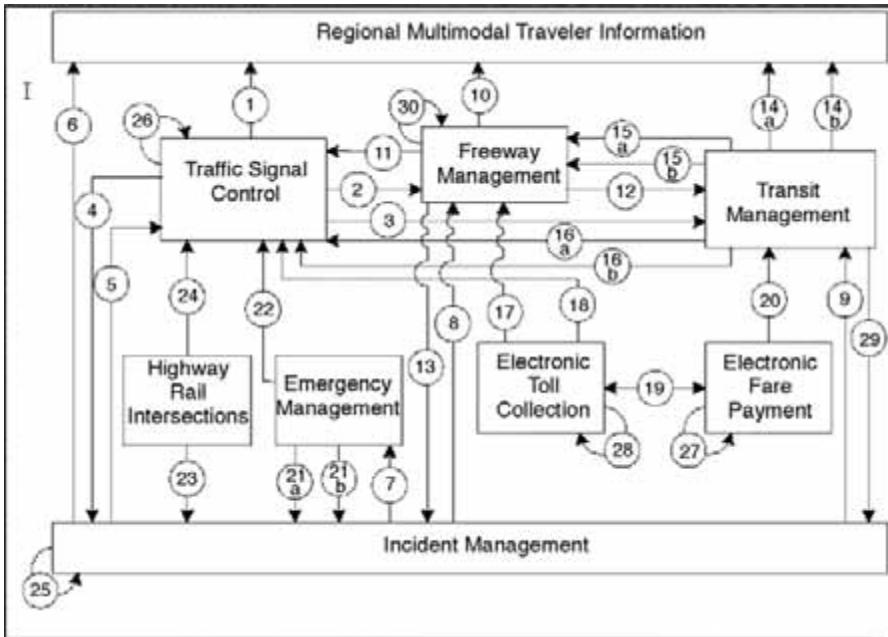 Regional Multimodal Traveler Information
I
6
1
10
14
a
14
b
26
30
15
a
11
15
b
Traffic Signal
Control
Freeway
Management
2
12
Transit
Management
4
3
16
a
16
b
5
24
22
8
17
18
20
9
29
13
Highway
Rail
Intersections
Emergency
Management
Electronic
Toll
Collection
19
Electronic
Fare
Payment
28
27
23
21
a
21
b
7
Incident Management
25